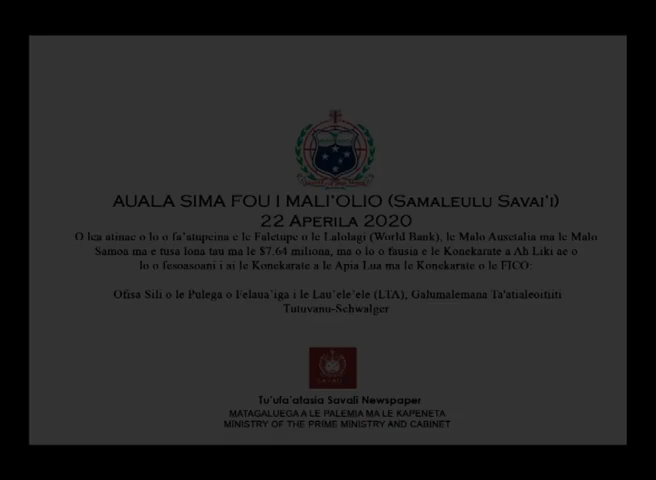 AUALA SIMA FOU I MALI'OLIO (SAMALEULU SAVAI'I)
22 APERILA 2020
O lea atinae o lo o fa'atupeina e le Faletupe o le Lalolagi (World Bank), le Malo Ausetalia ma le Malo
Samoa ma e tusa lona tau ma le $7.64 miliona, ma o lo o fausia e le Konekarate a Ah Liki ae o
lo o fesoasoani i ai le Konekarate a le Apia Lua ma le Konekarate o le FICO:
Ofisa Sili o le Pulega o Felaua'iga i le Lau'ele'ele (LTA), Galumalemana Ta'atialeoitiiti
Tutuvanu-Schwalger
SAVALI
Tu'ufa'atasia Savali Newspaper
MATAGALUEGA A LE PALEMIA MA LE KAPENETA
MINISTRY OF THE PRIME MINISTRY AND CABINET